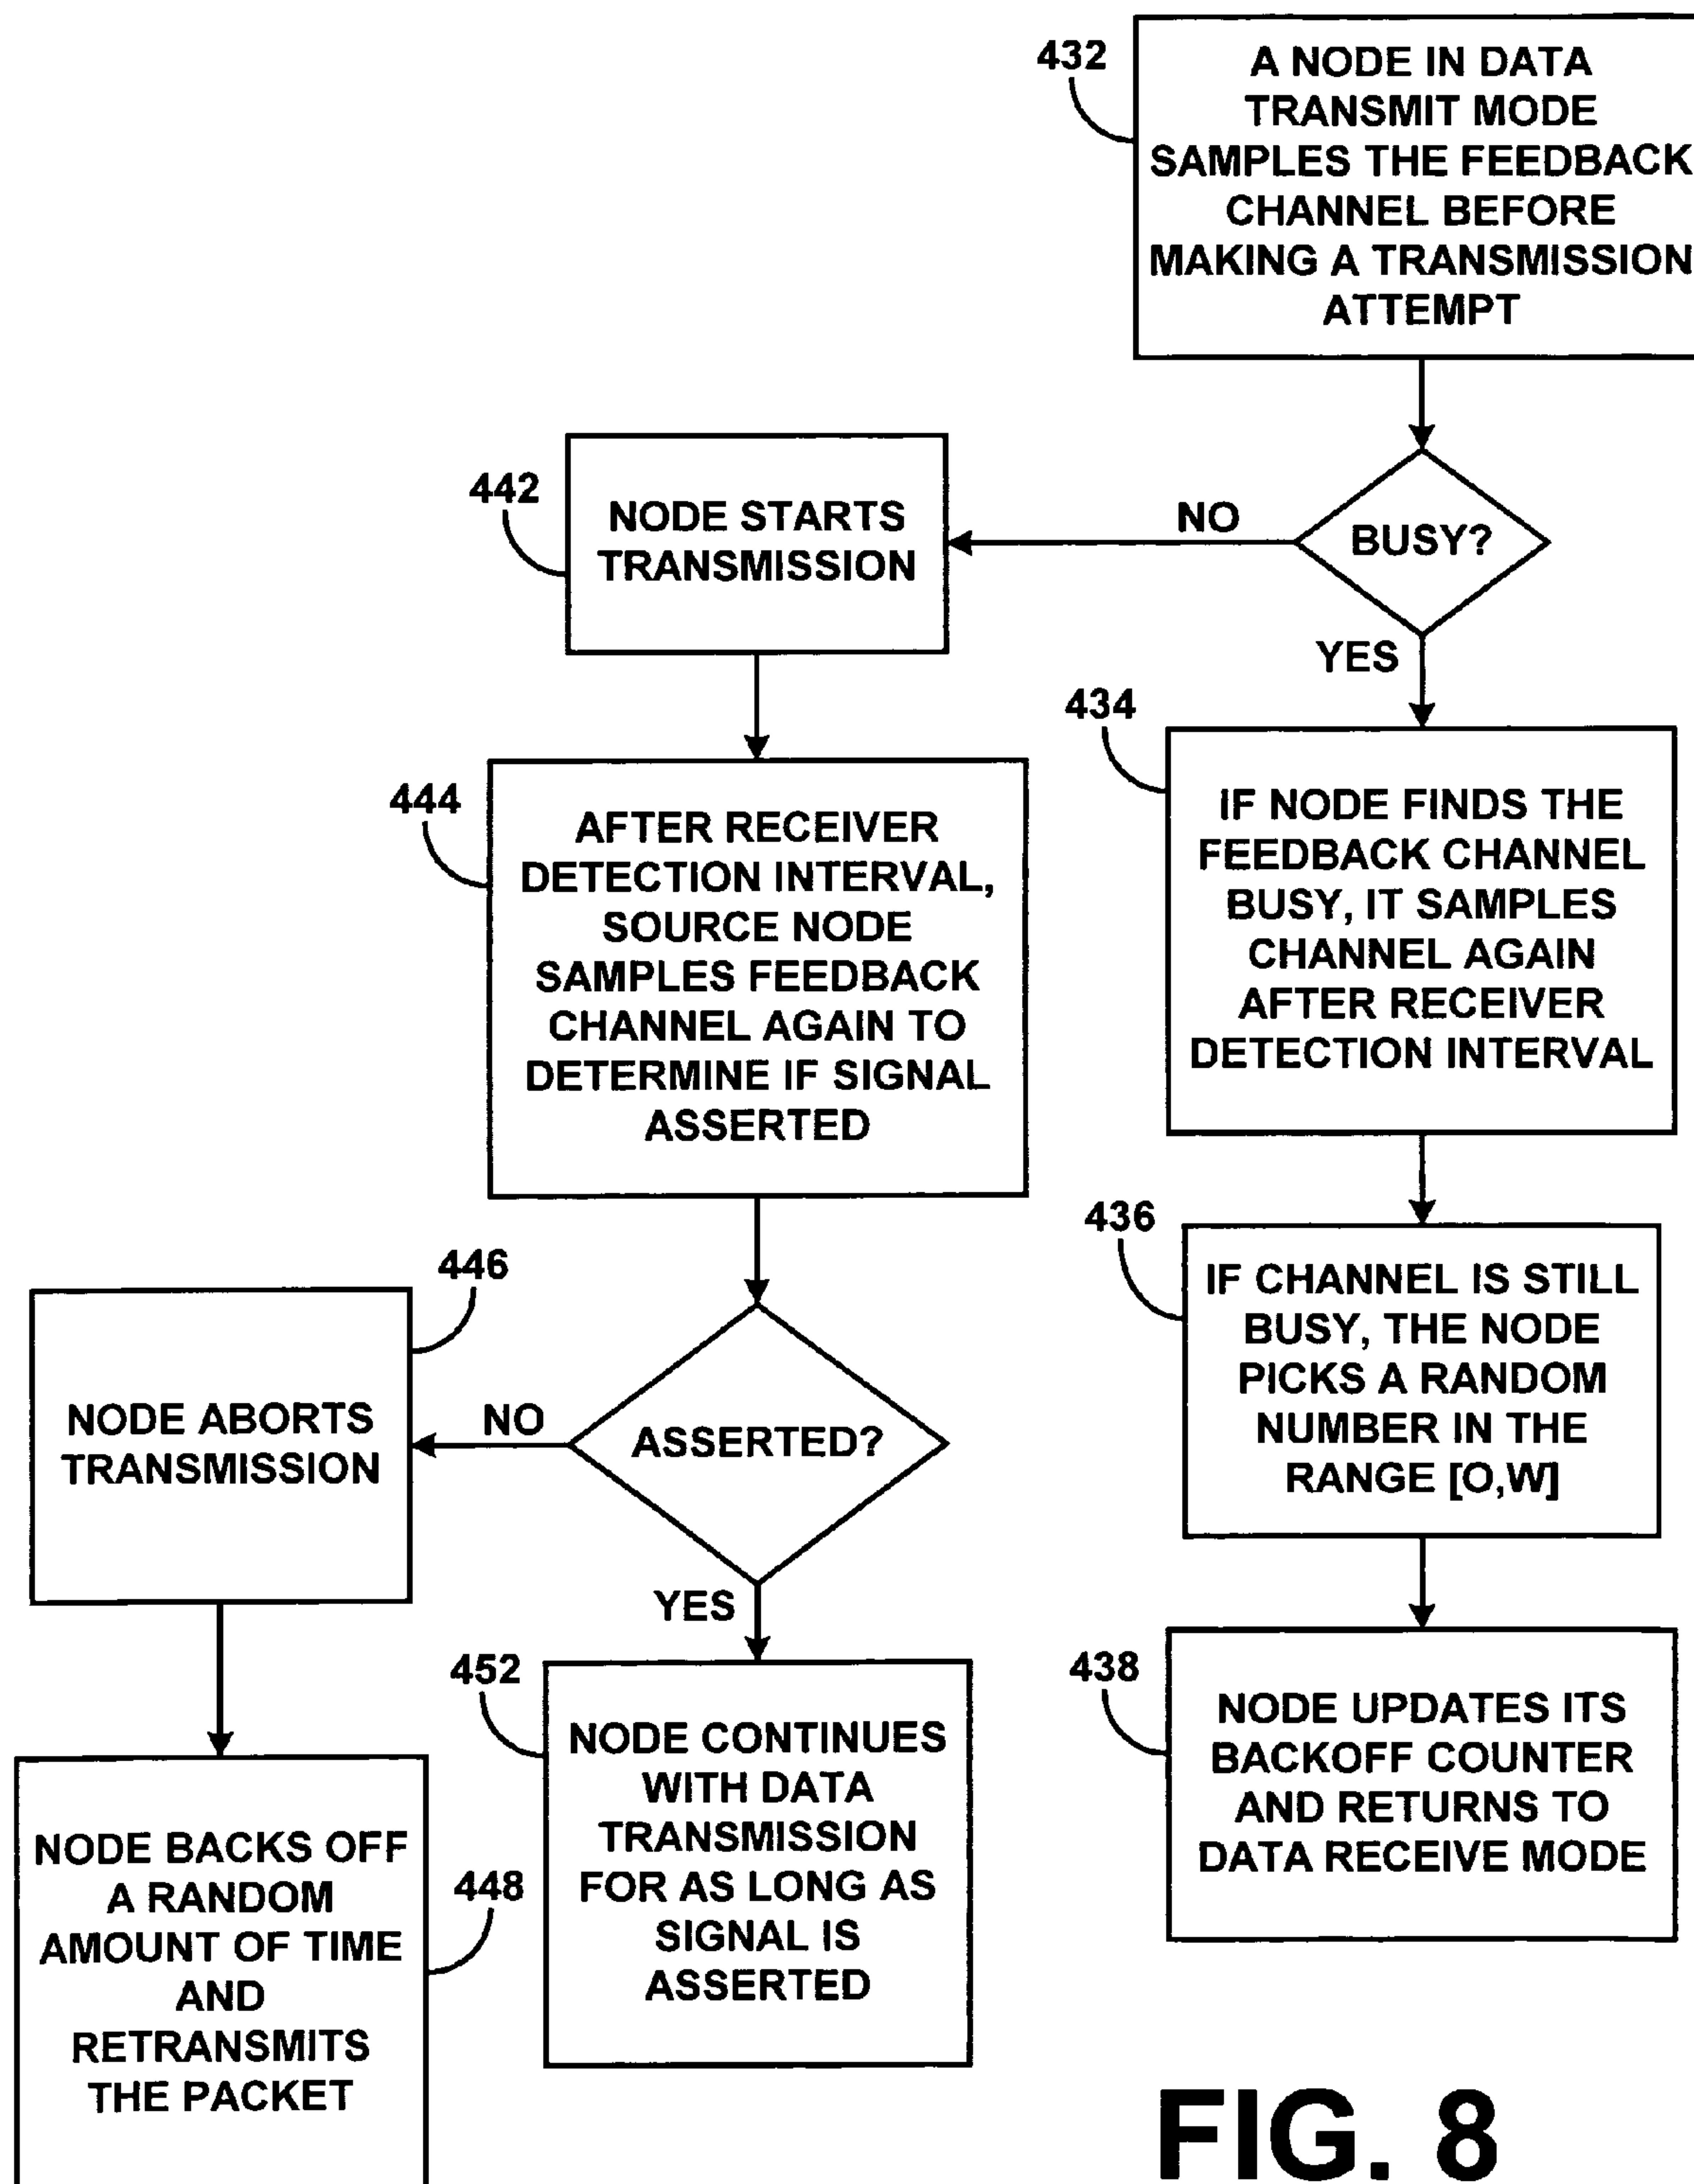 432
A NODE IN DATA
TRANSMIT MODE
SAMPLES THE FEEDBACK
CHANNEL BEFORE
MAKING A TRANSMISSION
ATTEMPT
BUSY?
NO
YES
442
NODE STARTS
TRANSMISSION
434
IF NODE FINDS THE
FEEDBACK CHANNEL
BUSY, IT SAMPLES
CHANNEL AGAIN
AFTER RECEIVER
DETECTION INTERVAL
444
AFTER RECEIVER
DETECTION INTERVAL,
SOURCE NODE
SAMPLES FEEDBACK
CHANNEL AGAIN TO
DETERMINE IF SIGNAL
ASSERTED
436
IF CHANNEL IS STILL
BUSY, THE NODE
PICKS A RANDOM
NUMBER IN THE
RANGE [O,W]
446
NODE ABORTS
TRANSMISSION
NO
ASSERTED?
YES
438
NODE UPDATES ITS
BACKOFF COUNTER
AND RETURNS TO
DATA RECEIVE MODE
452
NODE CONTINUES
WITH DATA
TRANSMISSION
FOR AS LONG AS
SIGNAL IS
ASSERTED
448
NODE BACKS OFF
A RANDOM
AMOUNT OF TIME
AND
RETRANSMITS
THE PACKET
FIG. 8